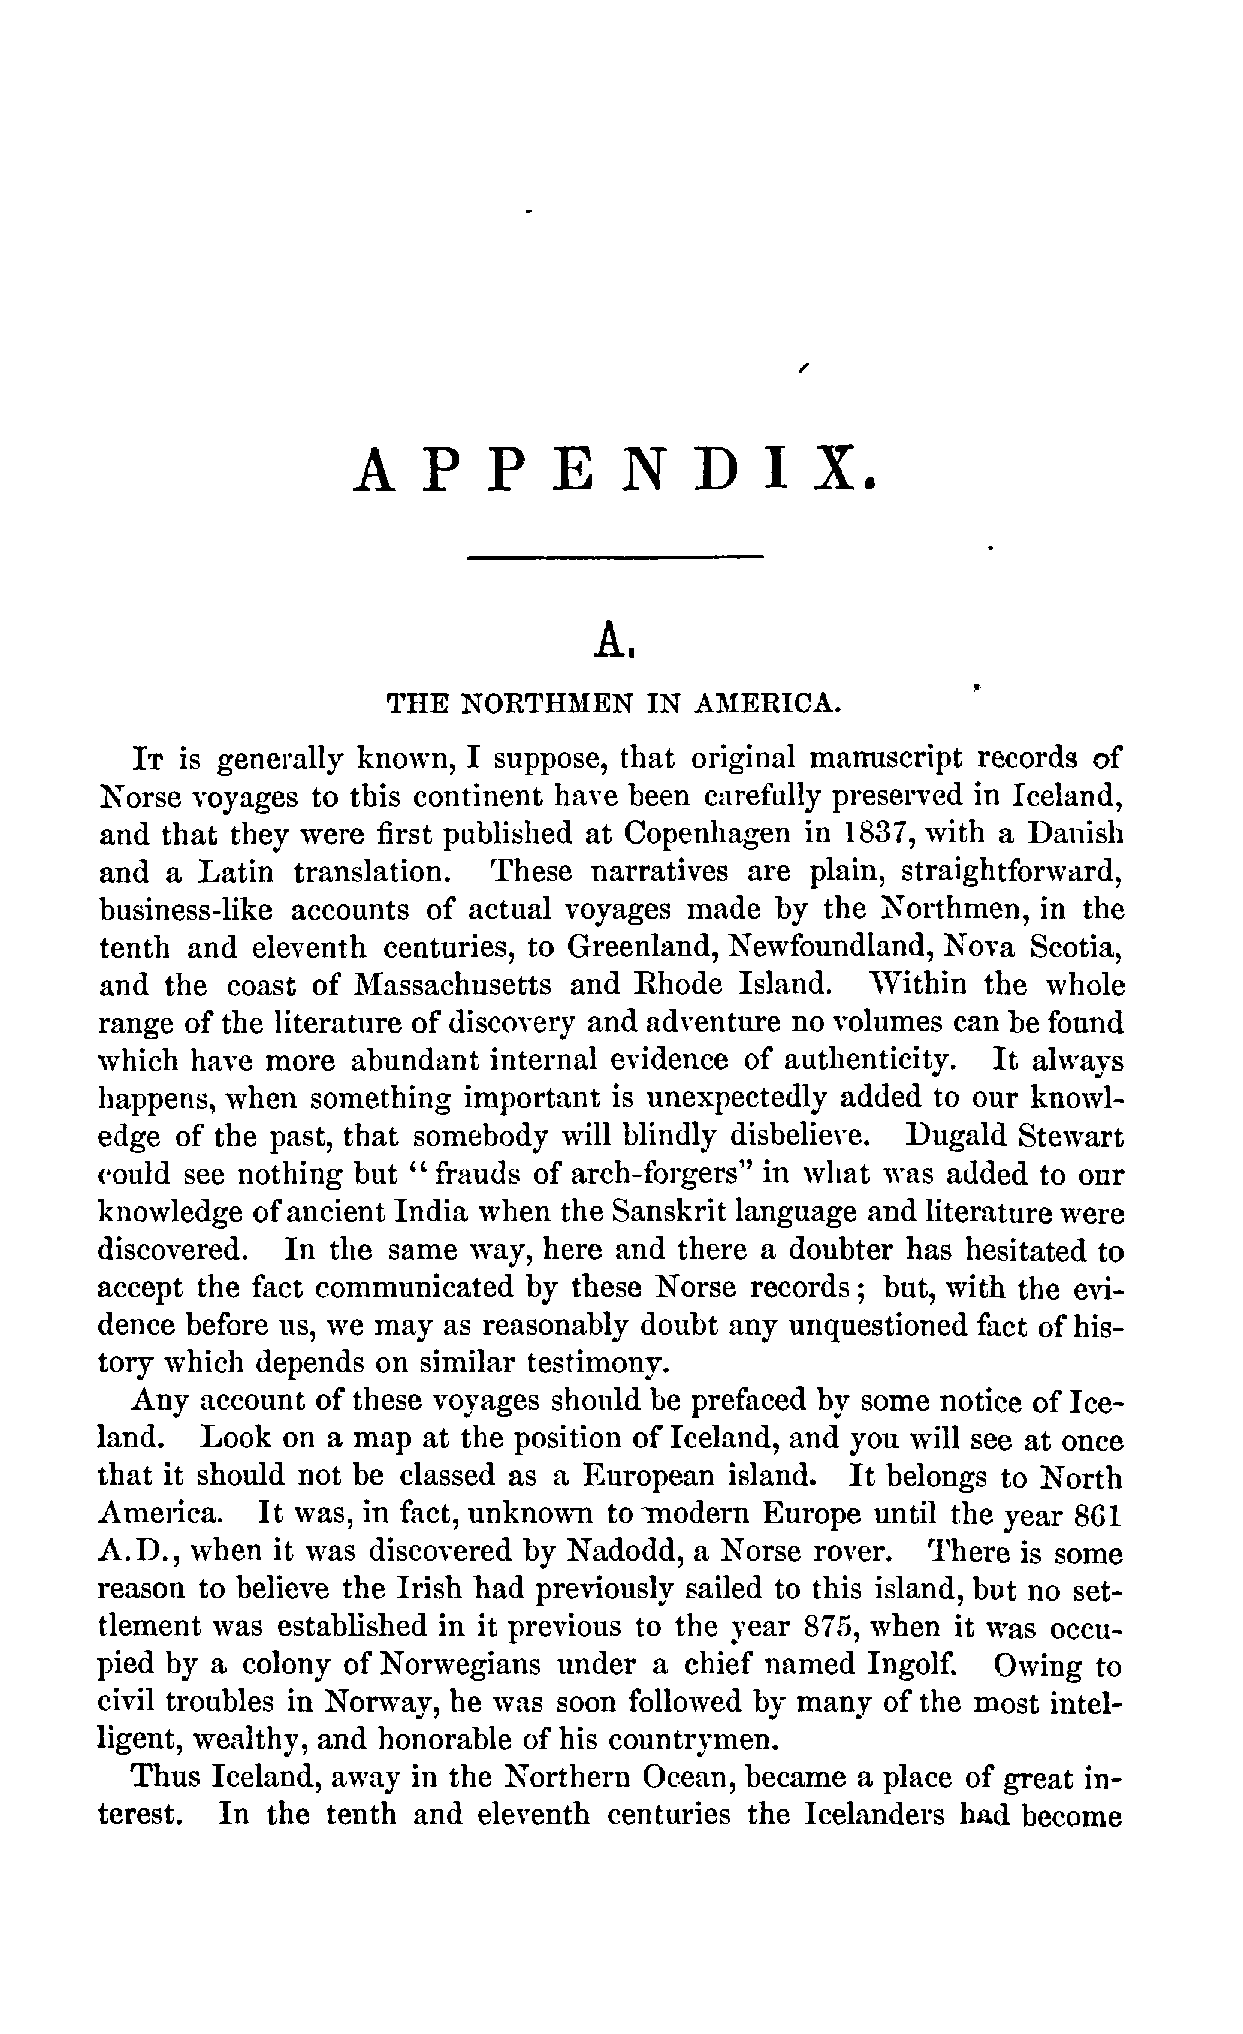 APPENDIX.
A.
THE NORTHMEN IN AMERICA.
IT is generally known, I suppose, that original manuscript records of
Norse voyages to this continent have been carefully preserved in Iceland,
and that they were first published at Copenhagen in 1837, with a Danish
and a Latin translation. These narratives are plain, straightforward,
business-like accounts of actual voyages made by the Northmen, in the
tenth and eleventh centuries, to Greenland, Newfoundland, Nova Scotia,
and the coast of Massachusetts and Rhode Island. Within the whole
range of the literature of discovery and adventure no volumes can be found
which have more abundant internal evidence of authenticity. It always
happens, when something important is unexpectedly added to our knowl-
edge of the past, that somebody will blindly disbelieve. Dugald Stewart
could see nothing but "frauds of arch-forgers" in what was added to our
knowledge of ancient India when the Sanskrit language and literature were
discovered. In the same way, here and there a doubter has hesitated to
accept the fact communicated by these Norse records; but, with the evi-
dence before us, we may as reasonably doubt any unquestioned fact of his-
tory which depends on similar testimony.
Any account of these voyages should be prefaced by some notice of Ice-
land. Look on a map at the position of Iceland, and you will see at once
that it should not be classed as a European island. It belongs to North
America. It was, in fact, unknown to modern Europe until the year 861
A.D., when it was discovered by Nadodd, a Norse rover. There is some
reason to believe the Irish had previously sailed to this island, but no set-
tlement was established in it previous to the year 875, when it was occu-
pied by a colony of Norwegians under a chief named Ingolf. Owing to
civil troubles in Norway, he was soon followed by many of the most intel-
ligent, wealthy, and honorable of his countrymen.
Thus Iceland, away in the Northern Ocean, became a place of great in-
terest. In the tenth and eleventh centuries the Icelanders had become